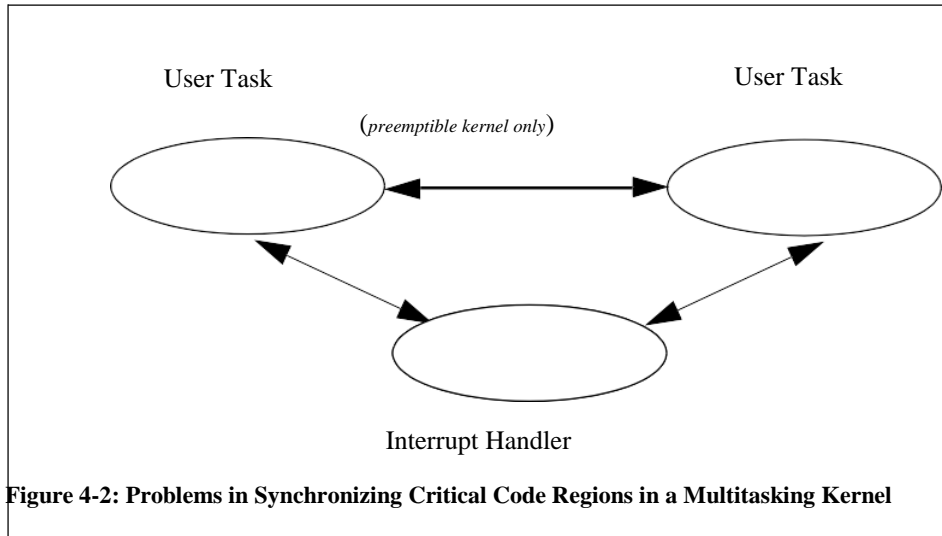 User Task
User Task
(preemptible kernel only)
Interrupt Handler
Figure 4-2: Problems in Synchronizing Critical Code Regions in a Multitasking Kernel